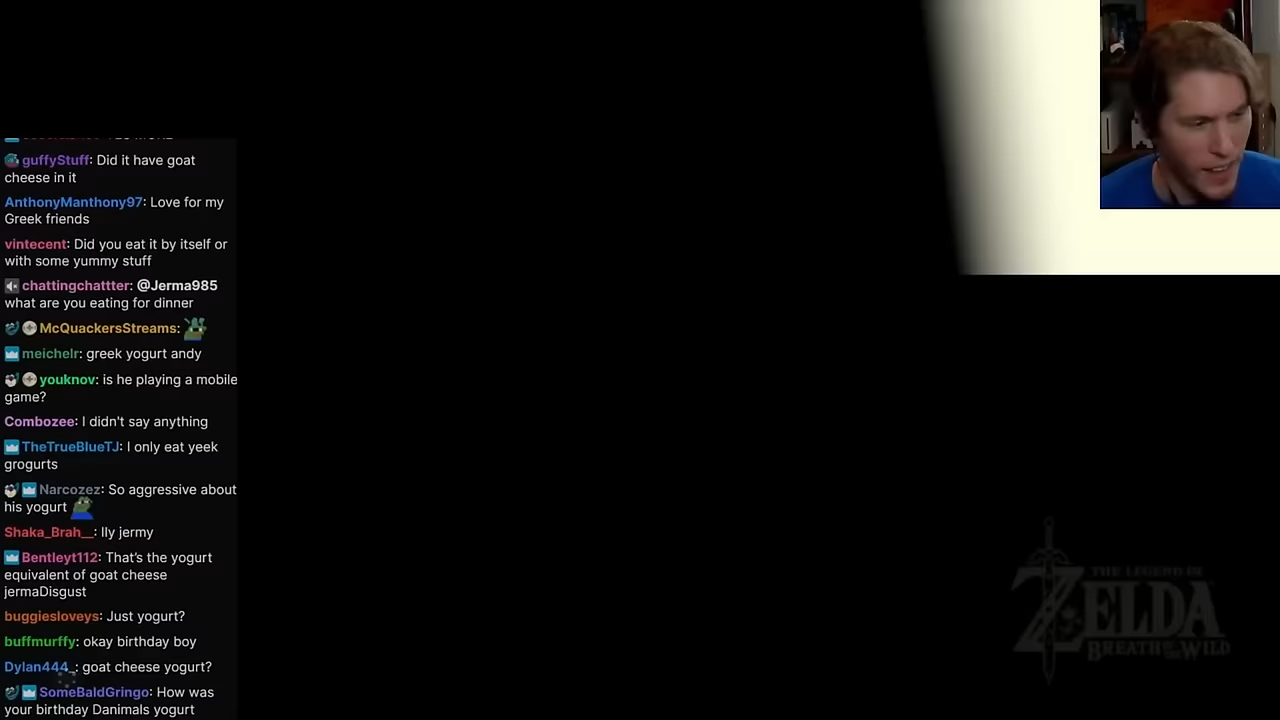 guffyStuff: Did it have goat
cheese in it
AnthonyManthony97: Love for my
Greek friends
vintecent: Did you eat it by itself or
with some yummy stuff
chattingchattter: @Jerma985
what are you eating for dinner
McQuackersStreams:
meichelr: greek yogurt andy
youknov: is he playing a mobile
game?
Combozee: I didn't say anything
TheTrueBlueTJ: I only eat yeek
grogurts
Narcozez: So aggressive about
his yogurt
Shaka_Brah__: Ily jermy
Bentleyt112: That's the yogurt
equivalent of goat cheese
jermaDisgust
buggiesloveys: Just yogurt?
buffmurffy: okay birthday boy
Dylan444_: goat cheese yogurt?
SomeBaldGringo: How was
your birthday Danimals yogurt
THE LEGEND OF
ZELDA
BREATH OF THE WILD